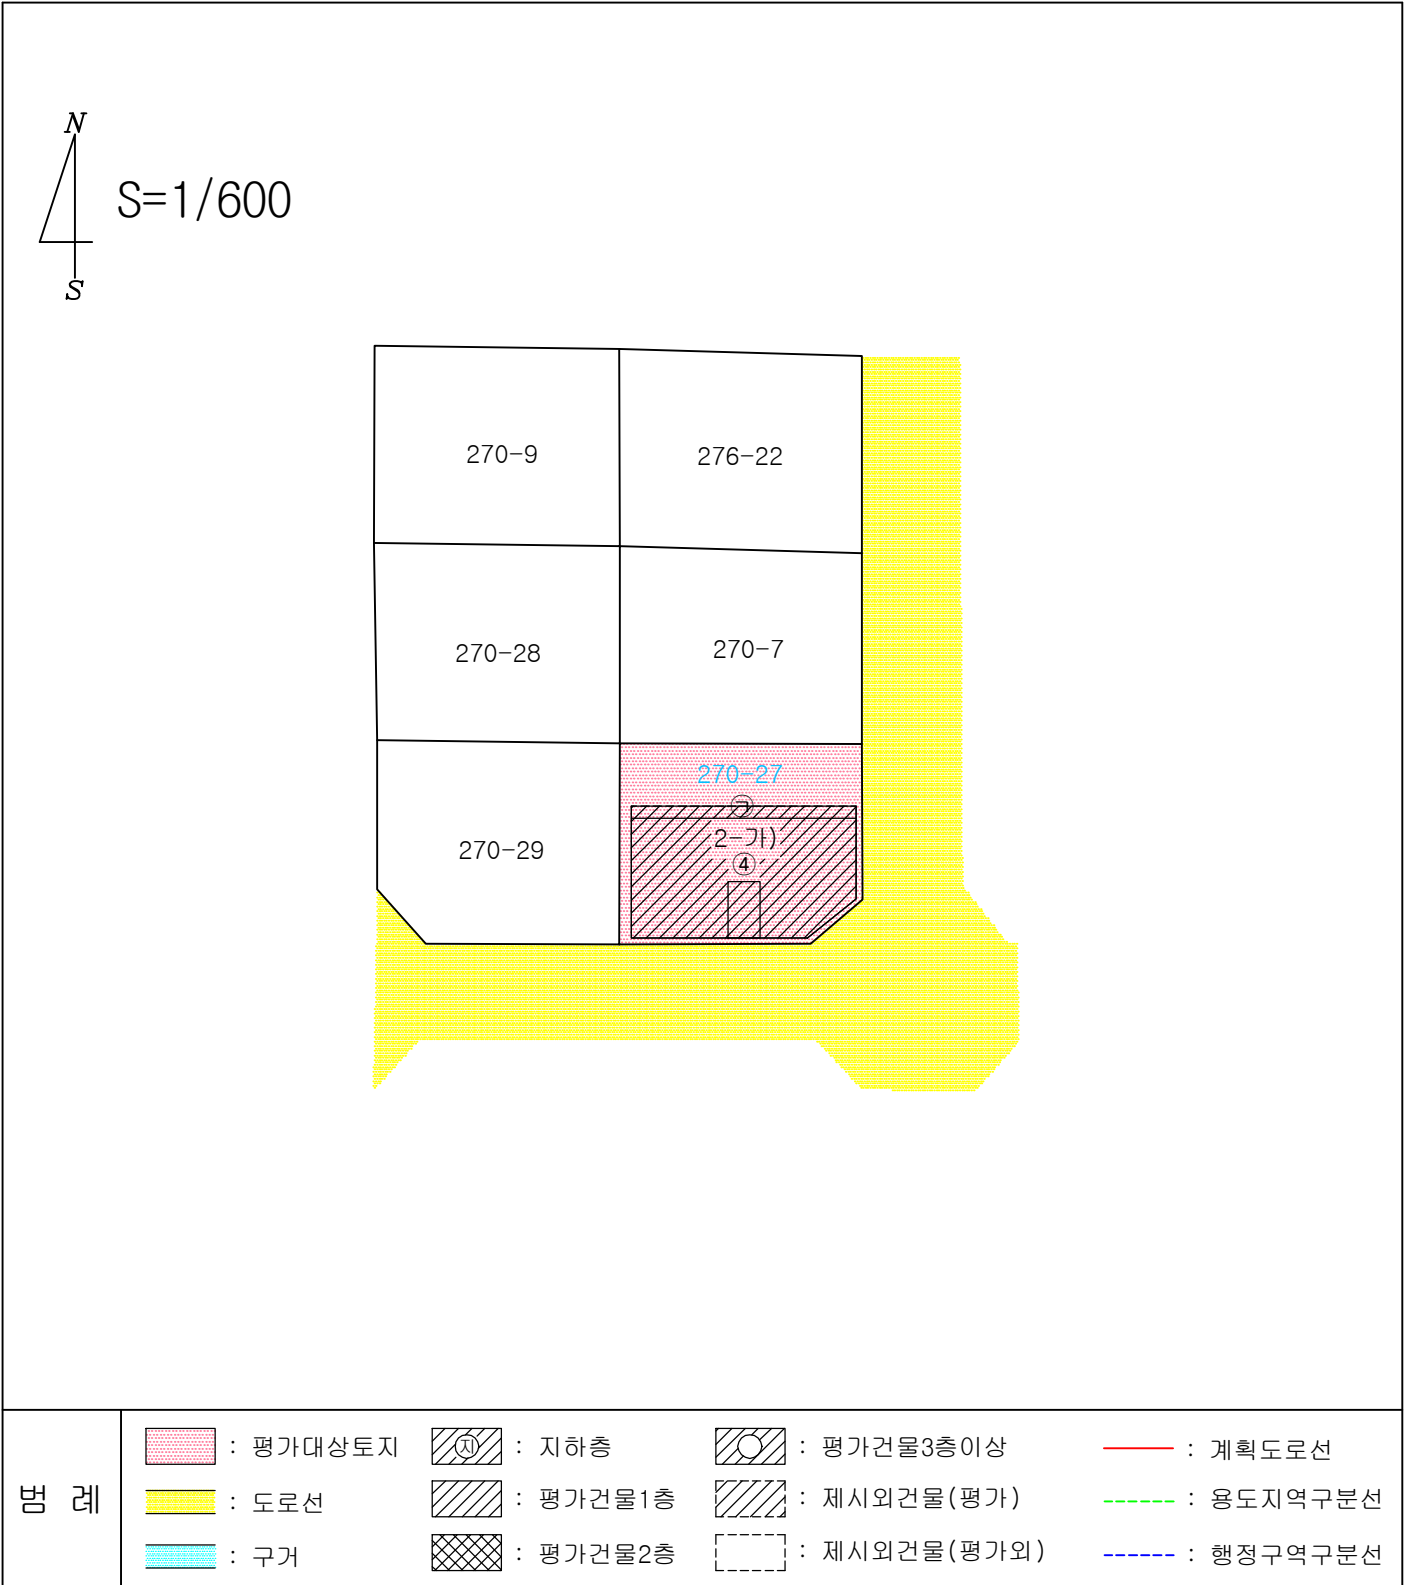 N
S=1/600
S
270-9
276-22
270-28
270-7
270-27
㉠
2-가)
④
270-29
범 례
: 평가대상토지
지 : 지하층
: 평가건물3층이상
: 계획도로선
: 도로선
: 평가건물1층
: 제시외건물(평가)
: 용도지역구분선
: 구거
: 평가건물2층
: 제시외건물(평가외)
: 행정구역구분선